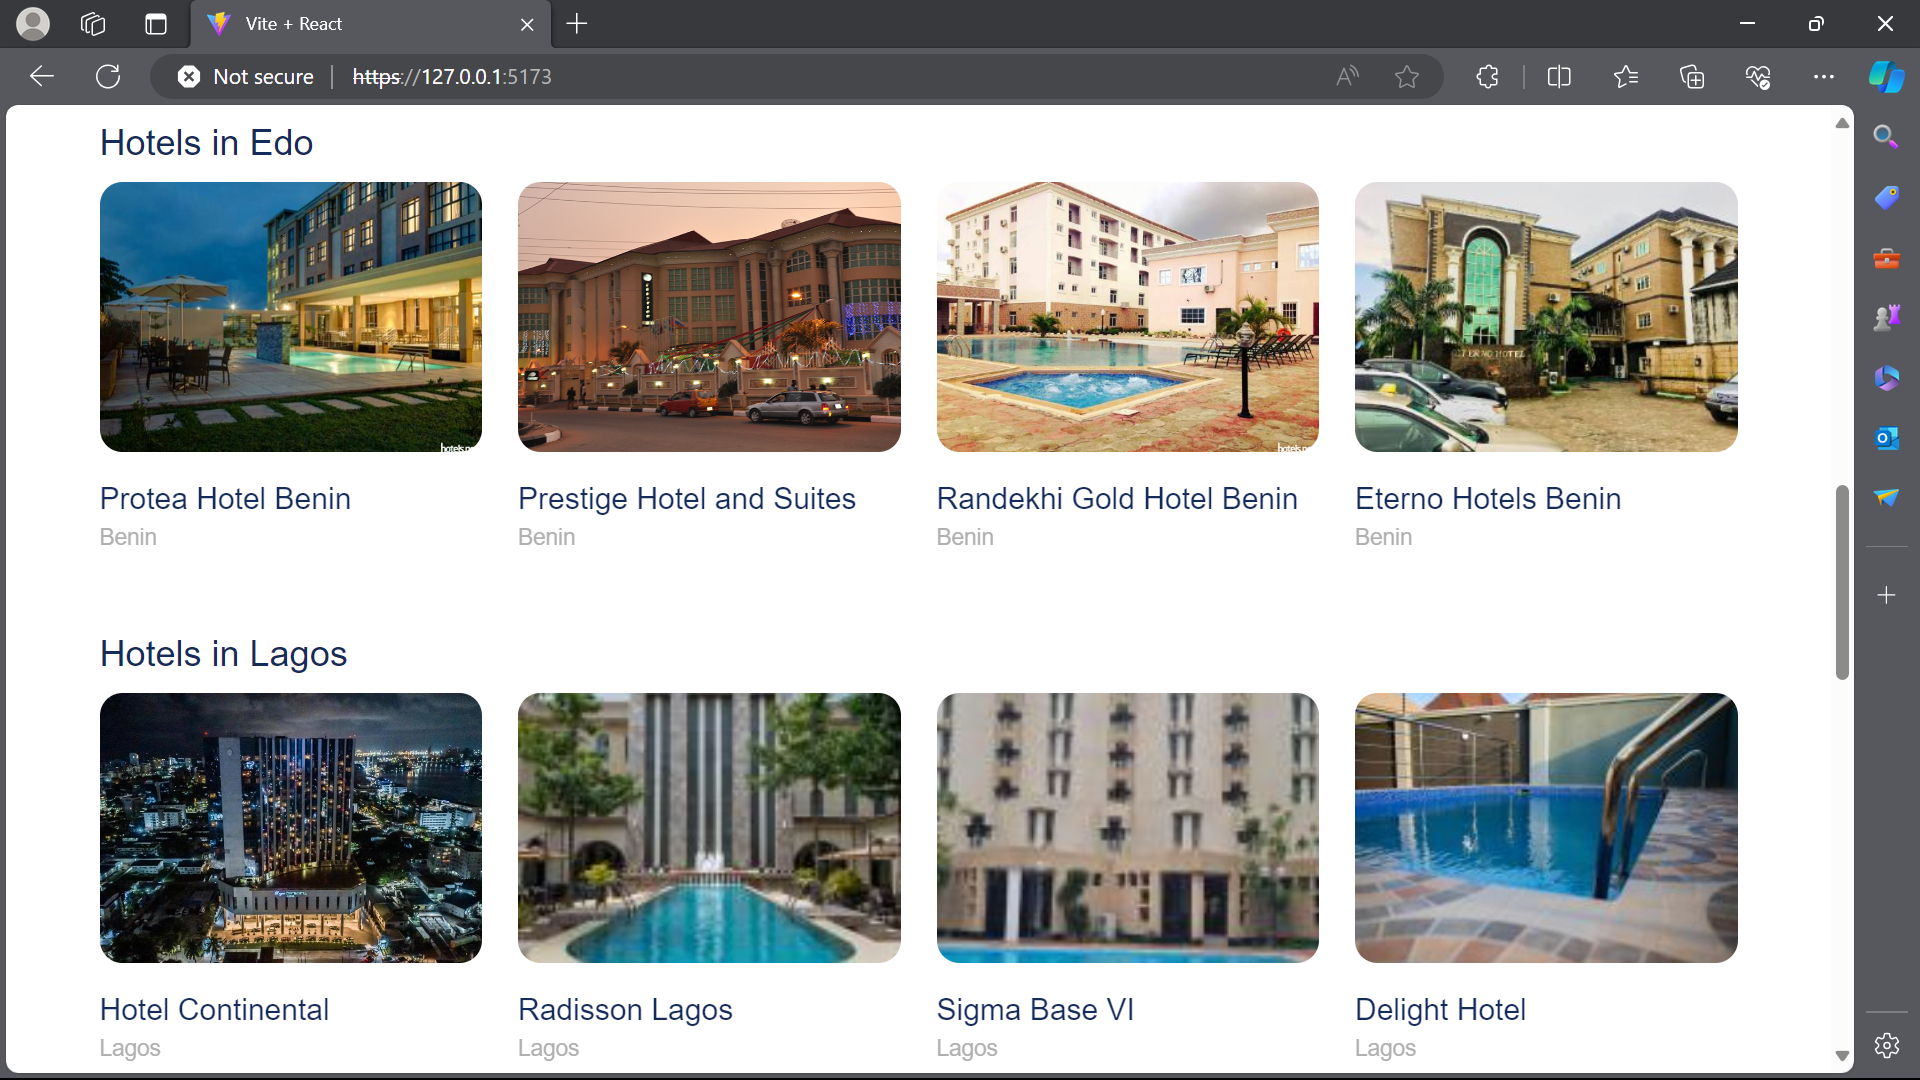 Vite + React
Not secure
https://127.0.0.1:5173
Hotels in Edo
hotels.n
hotels.n
Protea Hotel Benin
Benin
Prestige Hotel and Suites
Benin
Randekhi Gold Hotel Benin
Benin
Eterno Hotels Benin
Benin
Hotels in Lagos
Hotel Continental
Lagos
Radisson Lagos
Lagos
Sigma Base VI
Lagos
Delight Hotel
Lagos